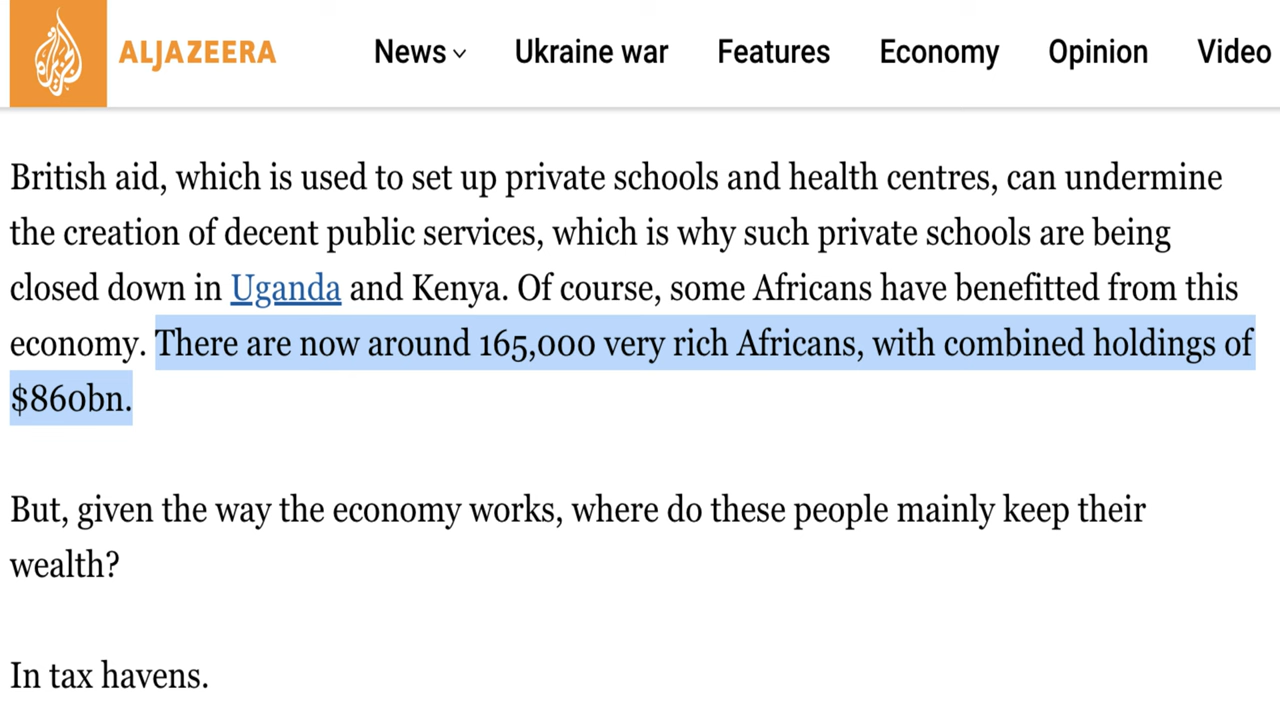 ALJAZEERA
News Ukraine war Features Economy Opinion Video
British aid, which is used to set up private schools and health centres, can undermine
the creation of decent public services, which is why such private schools are being
closed down in Uganda and Kenya. Of course, some Africans have benefitted from this
economy. There are now around 165,000 very rich Africans, with combined holdings of
$860bn.
But, given the way the economy works, where do these people mainly keep their
wealth?
In tax havens.